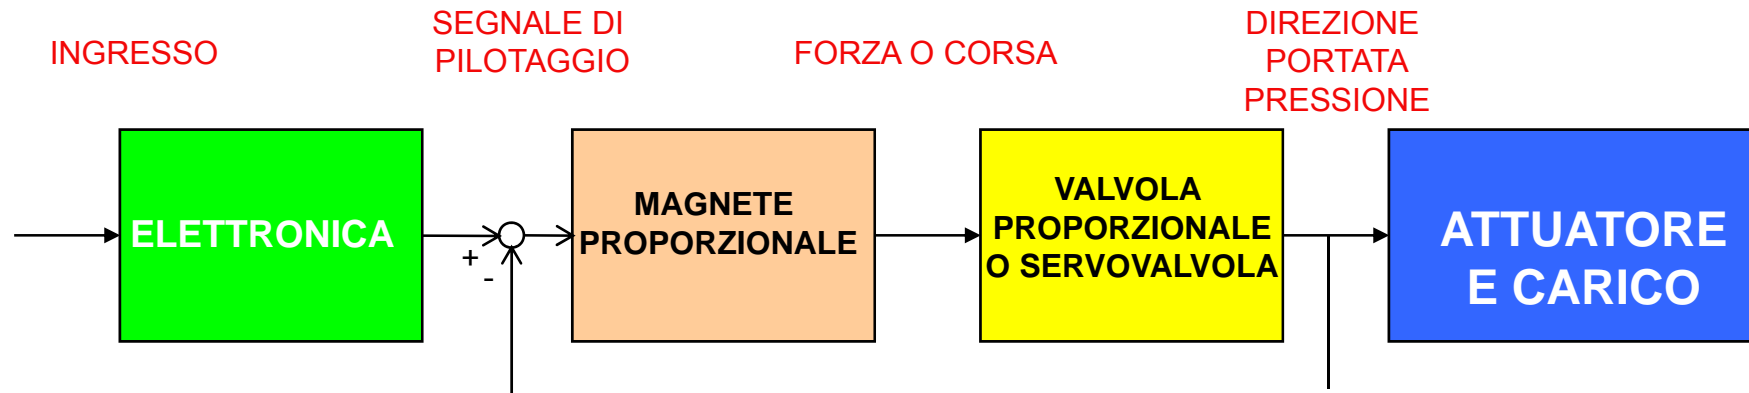 INGRESSO
SEGNALE DI
PILOTAGGIO
FORZA O CORSA
DIREZIONE
PORTATA
PRESSIONE
ELETTRONICA
+
-
MAGNETE
PROPORZIONALE
VALVOLA
PROPORZIONALE
O SERVOVALVOLA
ATTUATORE
E CARICO